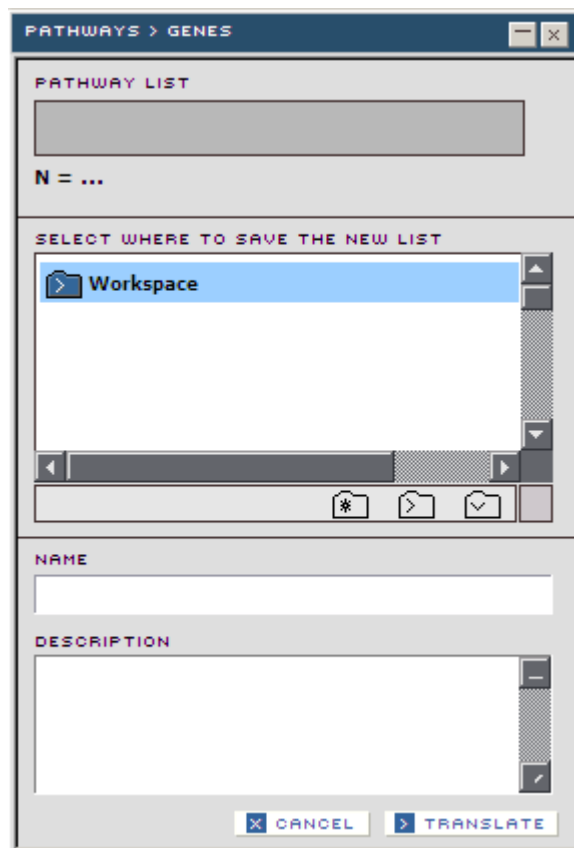 PATHWAYS > GENES
PATHWAY LIST
N = ...
SELECT WHERE TO SAVE THE NEW LIST
Workspace
NAME
DESCRIPTION
CANCEL
TRANSLATE